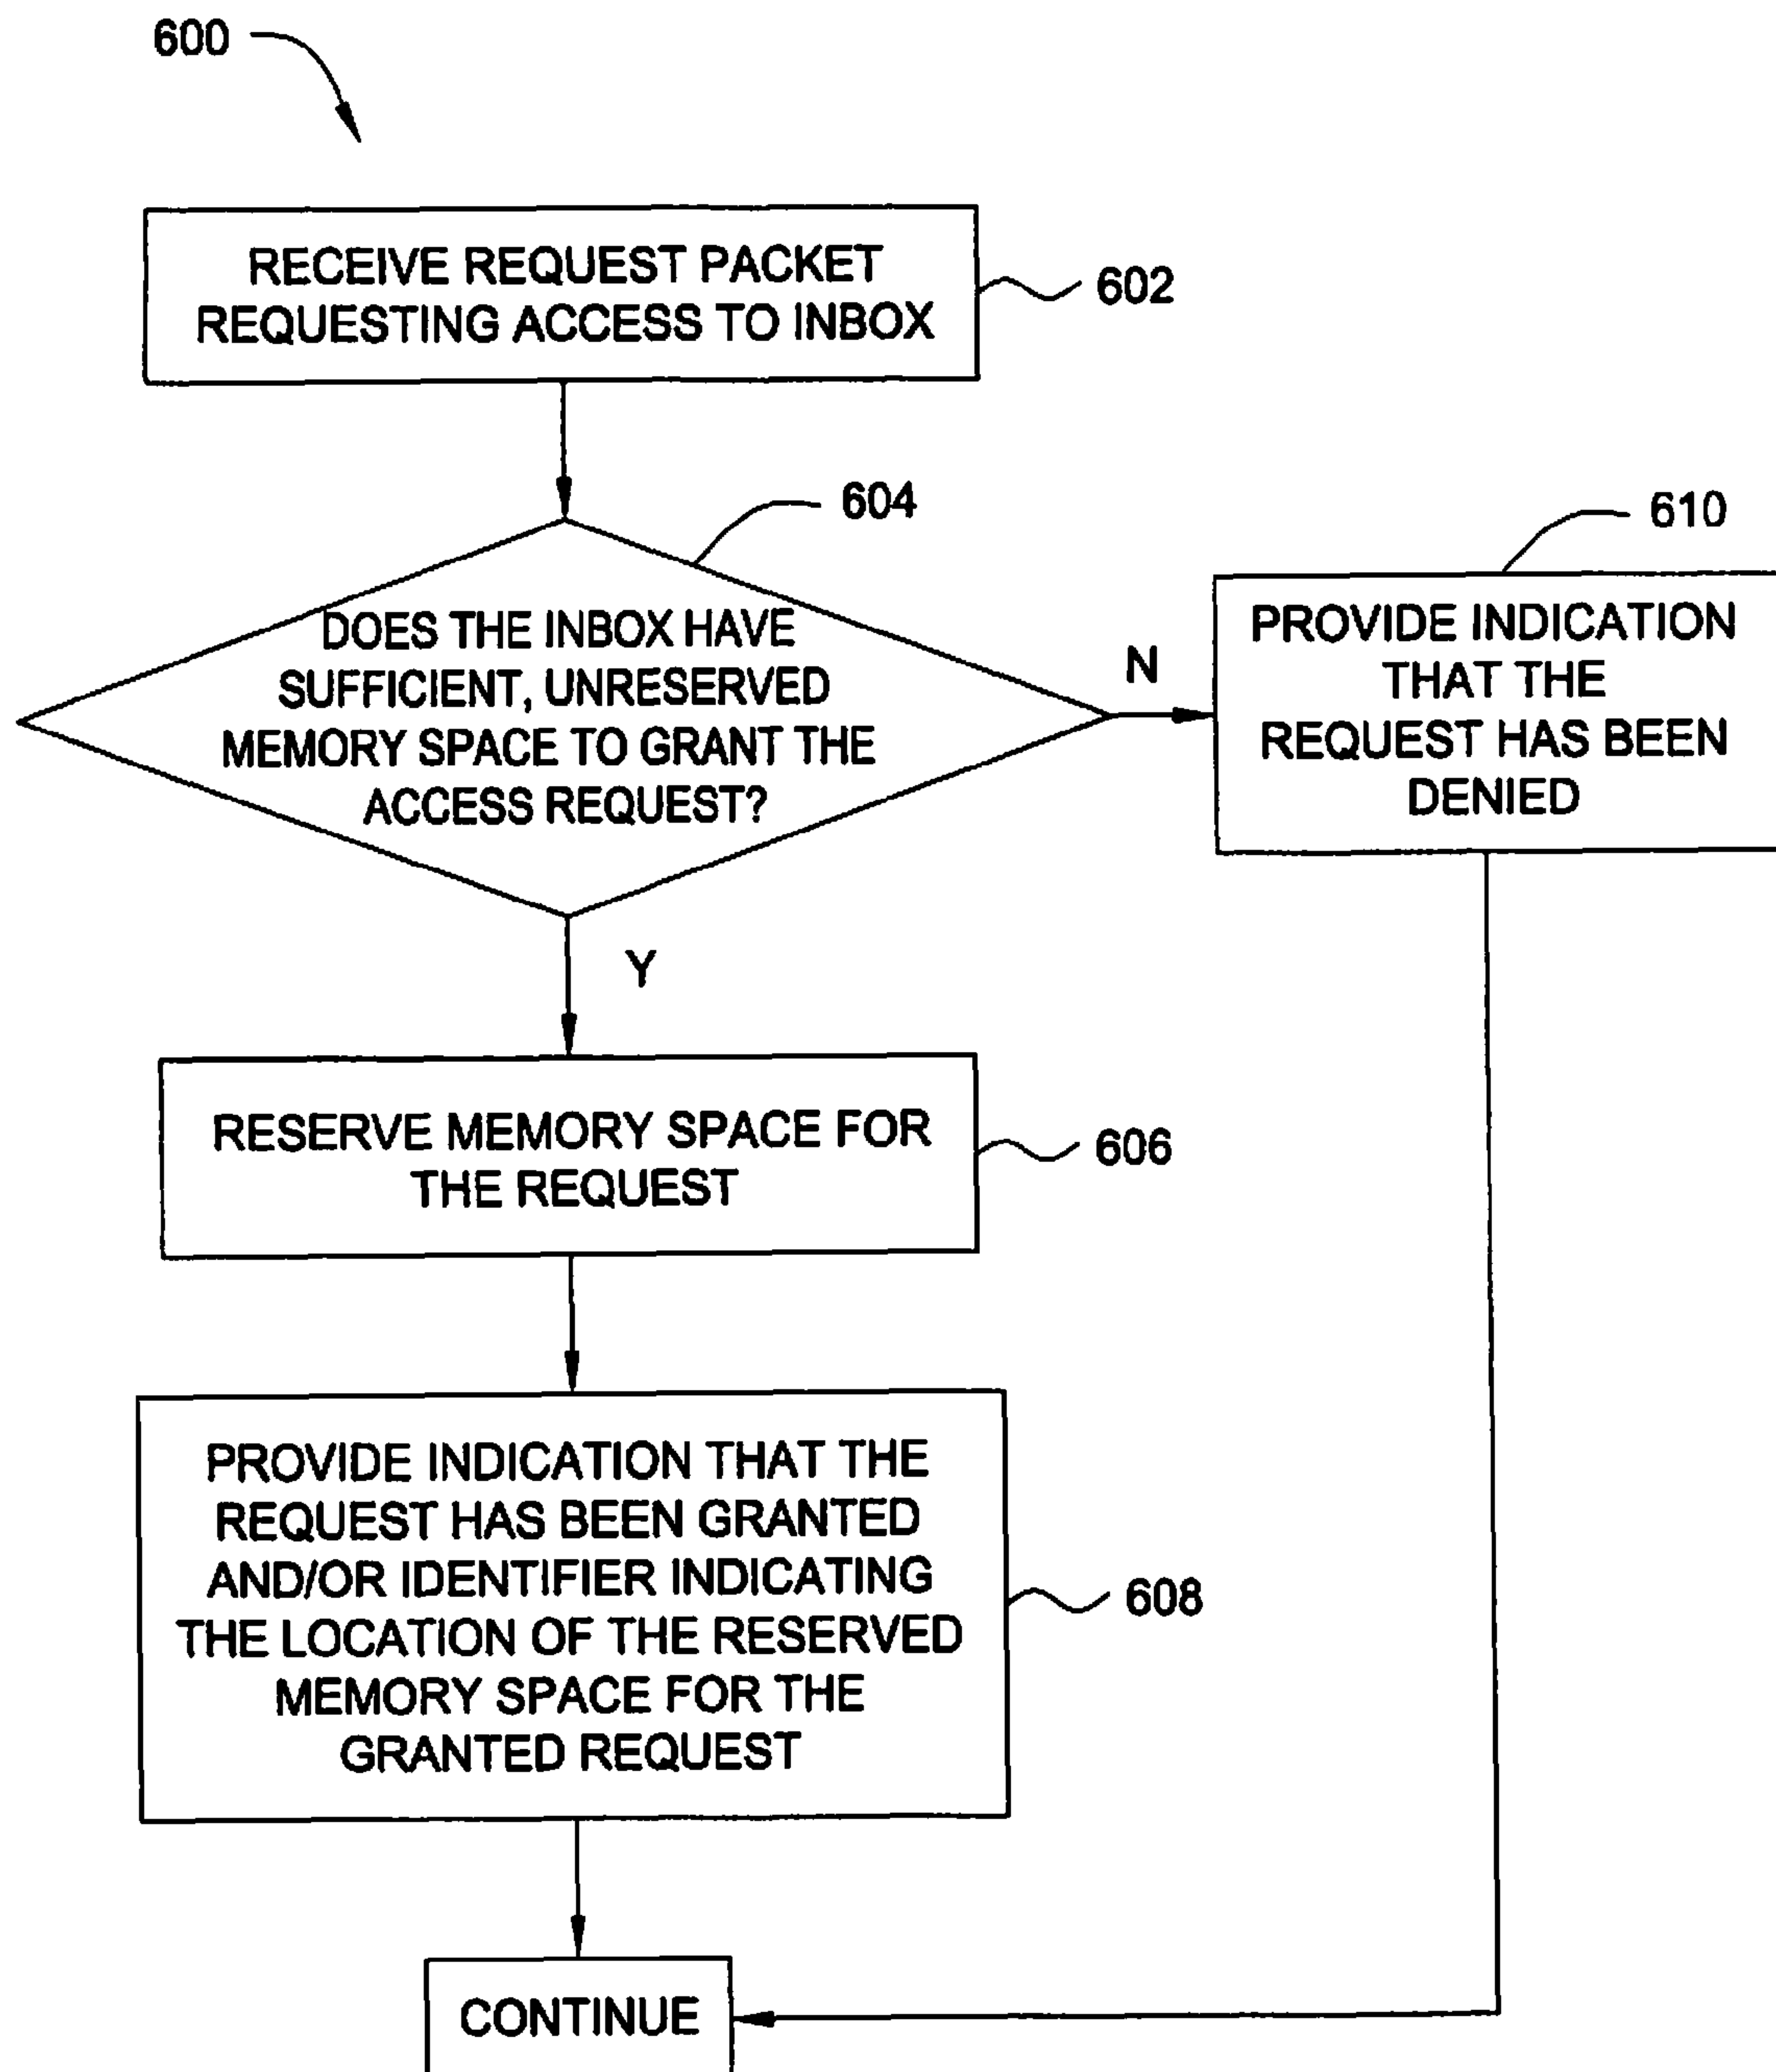 600
RECEIVE REQUEST PACKET
REQUESTING ACCESS TO INBOX
602
604
DOES THE INBOX HAVE
SUFFICIENT, UNRESERVED
MEMORY SPACE TO GRANT THE
ACCESS REQUEST?
N
610
PROVIDE INDICATION
THAT THE
REQUEST HAS BEEN
DENIED
Y
RESERVE MEMORY SPACE FOR
THE REQUEST
606
PROVIDE INDICATION THAT THE
REQUEST HAS BEEN GRANTED
AND/OR IDENTIFIER INDICATING
THE LOCATION OF THE RESERVED
MEMORY SPACE FOR THE
GRANTED REQUEST
608
CONTINUE